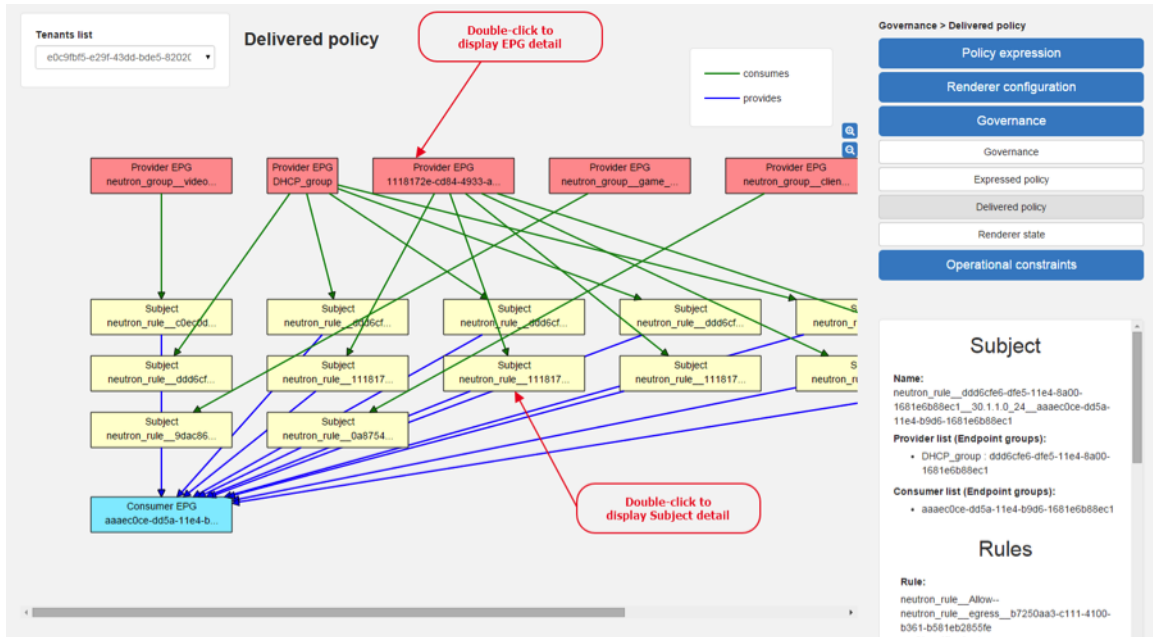 Tenants list
e0c9fbf5-e29f-43dd-bde5-8202(
Delivered policy
Double-click to
display EPG detail
consumes
provides
Governance > Delivered policy
Policy expression
Renderer configuration
Governance
Governance
Expressed policy
Delivered policy
Renderer state
Operational constraints
Provider EPG
neutron_group__video...
Provider EPG
DHCP_group
Provider EPG
1118172e-cd84-4933-a...
Provider EPG
neutron_group__game_...
Provider EPG
neutron_group__clien...
Subject
neutron_rule__c0ec0d...
Subject
neutron_rule__ddd6cf...
Subject
neutron_rule__ddd6cf...
Subject
neutron_rule__ddd6cf...
Su
neutron_r
Subject
neutron_rule__ddd6cf...
Subject
neutron_rule__111817...
Subject
neutron_rule__111817...
Subject
neutron_rule__111817...
Su
neutron_ru
Subject
neutron_rule__9dac86...
Subject
neutron_rule__0a8754...
Consumer EPG
aaaec0ce-dd5a-11e4-b...
Double-click to
display Subject detail
Subject
Name:
neutron_rule__ddd6cfe6-dfe5-11e4-8a00-
1681e6b88ec1__30.1.1.0_24__aaaec0ce-dd5a-
11e4-b9d6-1681e6b88ec1
Provider list (Endpoint groups):
• DHCP_group : ddd6cfe6-dfe5-11e4-8a00-
1681e6b88ec1
Consumer list (Endpoint groups):
• aaaec0ce-dd5a-11e4-b9d6-1681e6b88ec1
Rules
Rule:
neutron_rule__Allow--
neutron_rule__egress__b7250aa3-c111-4100-
b361-b581eb2855fe